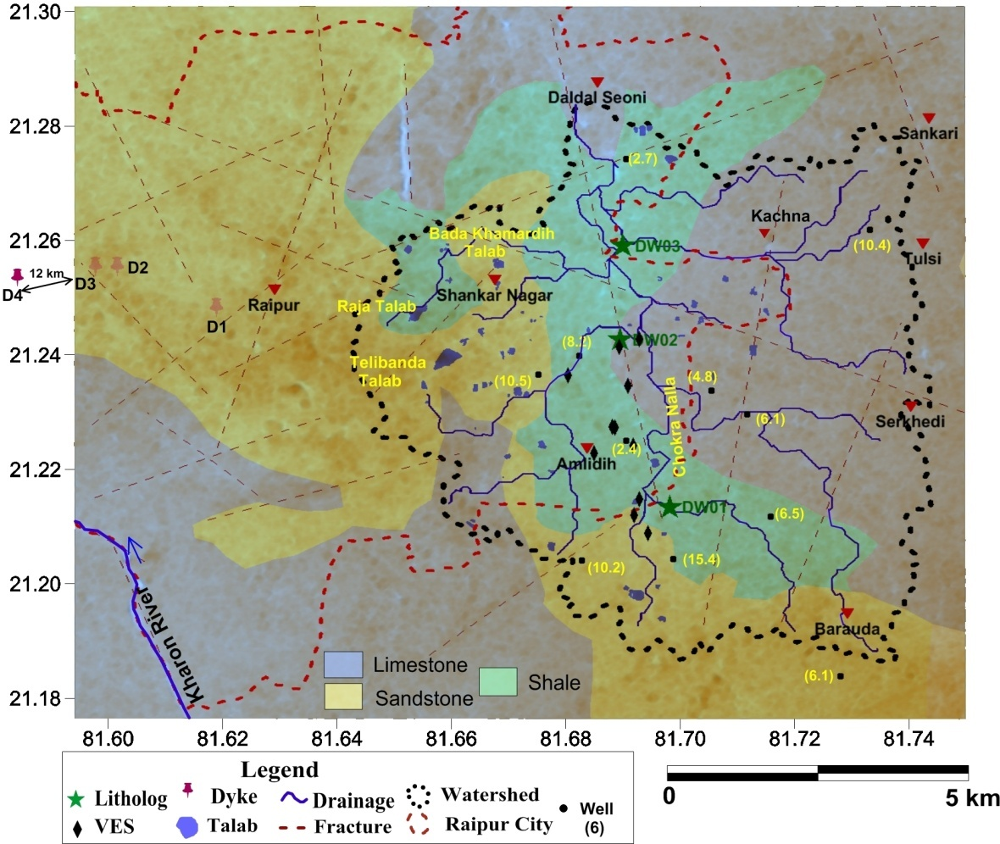 21.30
21.28
21.26
21.24
21.22
21.20
21.18
Daldal Seoni
Sankari
(2.7)
Kachna
(10.4)
Tulsi
Bada Khamardih
Talab
DW03
D2
12 km
D3
D4
D1
Raipur
Shankar Nagar
Raja Talab
(8.2)
DW02
Telibanda
Talab
(10.5)
(4.8)
Chokra Nalla
(6.1)
Serkhedi
(2.4)
Amlidih
DW01
(6.5)
(10.2)
(15.4)
Barauda
(6.1)
Kharon River
Limestone
Shale
Sandstone
81.60
81.62
81.64
81.66
81.68
81.70
81.72
81.74
Legend
Litholog
Dyke
Drainage
Watershed
Well
(6)
VES
Talab
Fracture
Raipur City
0
5 km